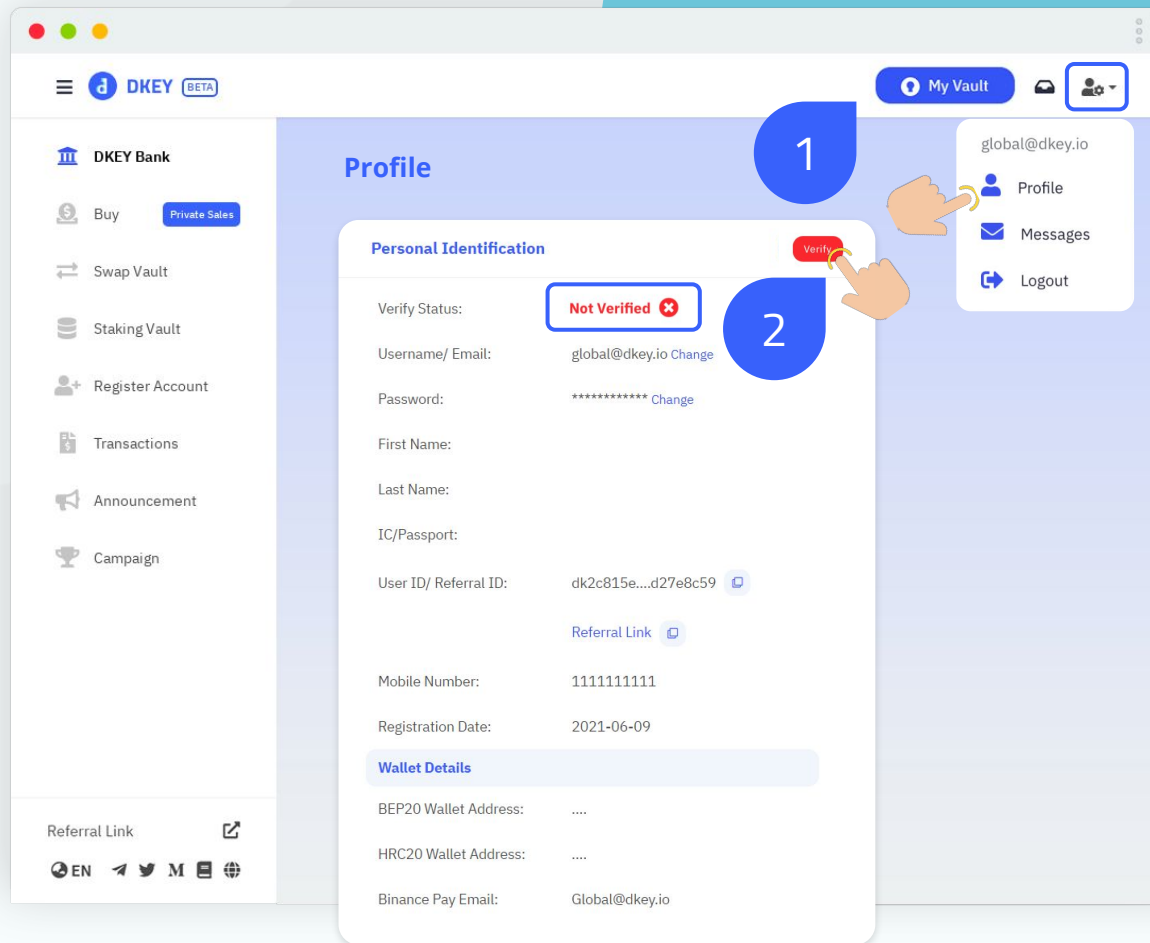 DKEY BETA
My Vault
DKEY Bank
Buy Private Sales
Swap Vault
Staking Vault
Register Account
Transactions
Announcement
Campaign
Referral Link
EN
M
global@dkey.io
Profile
Messages
Logout
1
Profile
Personal Identification Verify
Verify Status: Not Verified
2
Username/ Email: global@dkey.io Change
Password: ************ Change
First Name:
Last Name:
IC/Passport:
User ID/ Referral ID: dk2c815e....d27e8c59
Referral Link
Mobile Number: 1111111111
Registration Date: 2021-06-09
Wallet Details
BEP20 Wallet Address: ....
HRC20 Wallet Address: ....
Binance Pay Email: Global@dkey.io